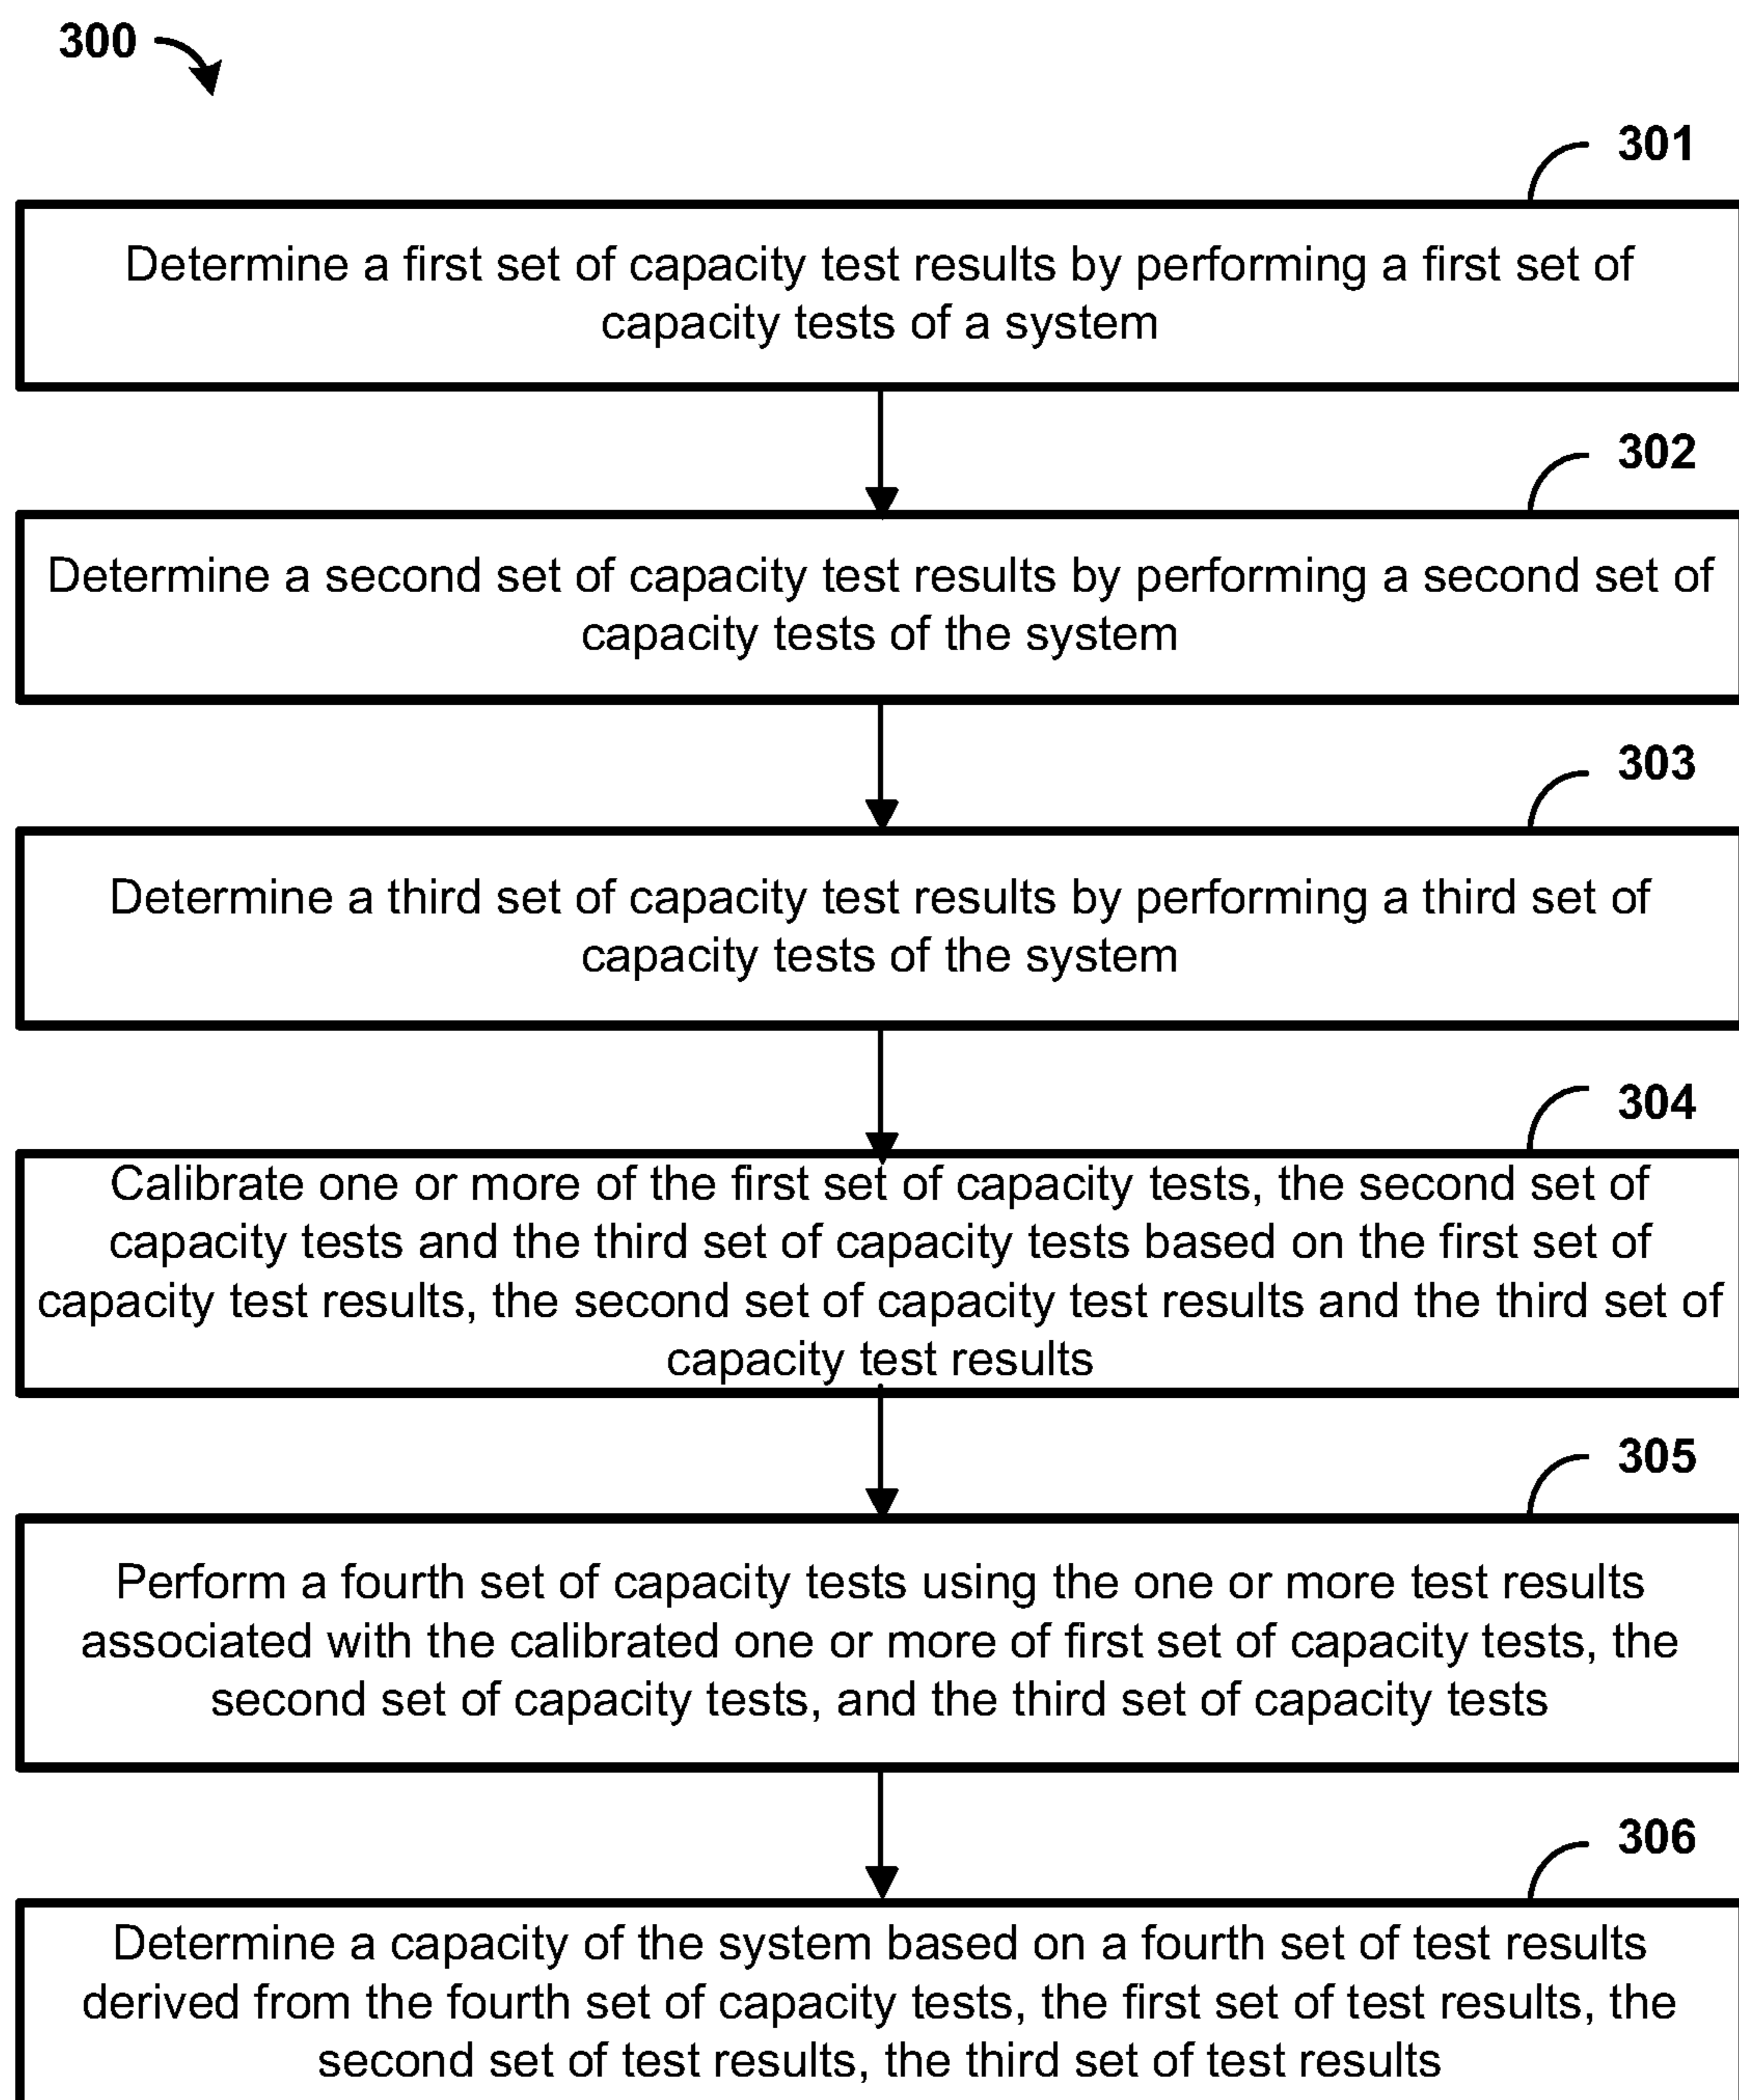 300
301
Determine a first set of capacity test results by performing a first set of
capacity tests of a system
302
Determine a second set of capacity test results by performing a second set of
capacity tests of the system
303
Determine a third set of capacity test results by performing a third set of
capacity tests of the system
304
Calibrate one or more of the first set of capacity tests, the second set of
capacity tests and the third set of capacity tests based on the first set of
capacity test results, the second set of capacity test results and the third set of
capacity test results
305
Perform a fourth set of capacity tests using the one or more test results
associated with the calibrated one or more of first set of capacity tests, the
second set of capacity tests, and the third set of capacity tests
306
Determine a capacity of the system based on a fourth set of test results
derived from the fourth set of capacity tests, the first set of test results, the
second set of test results, the third set of test results